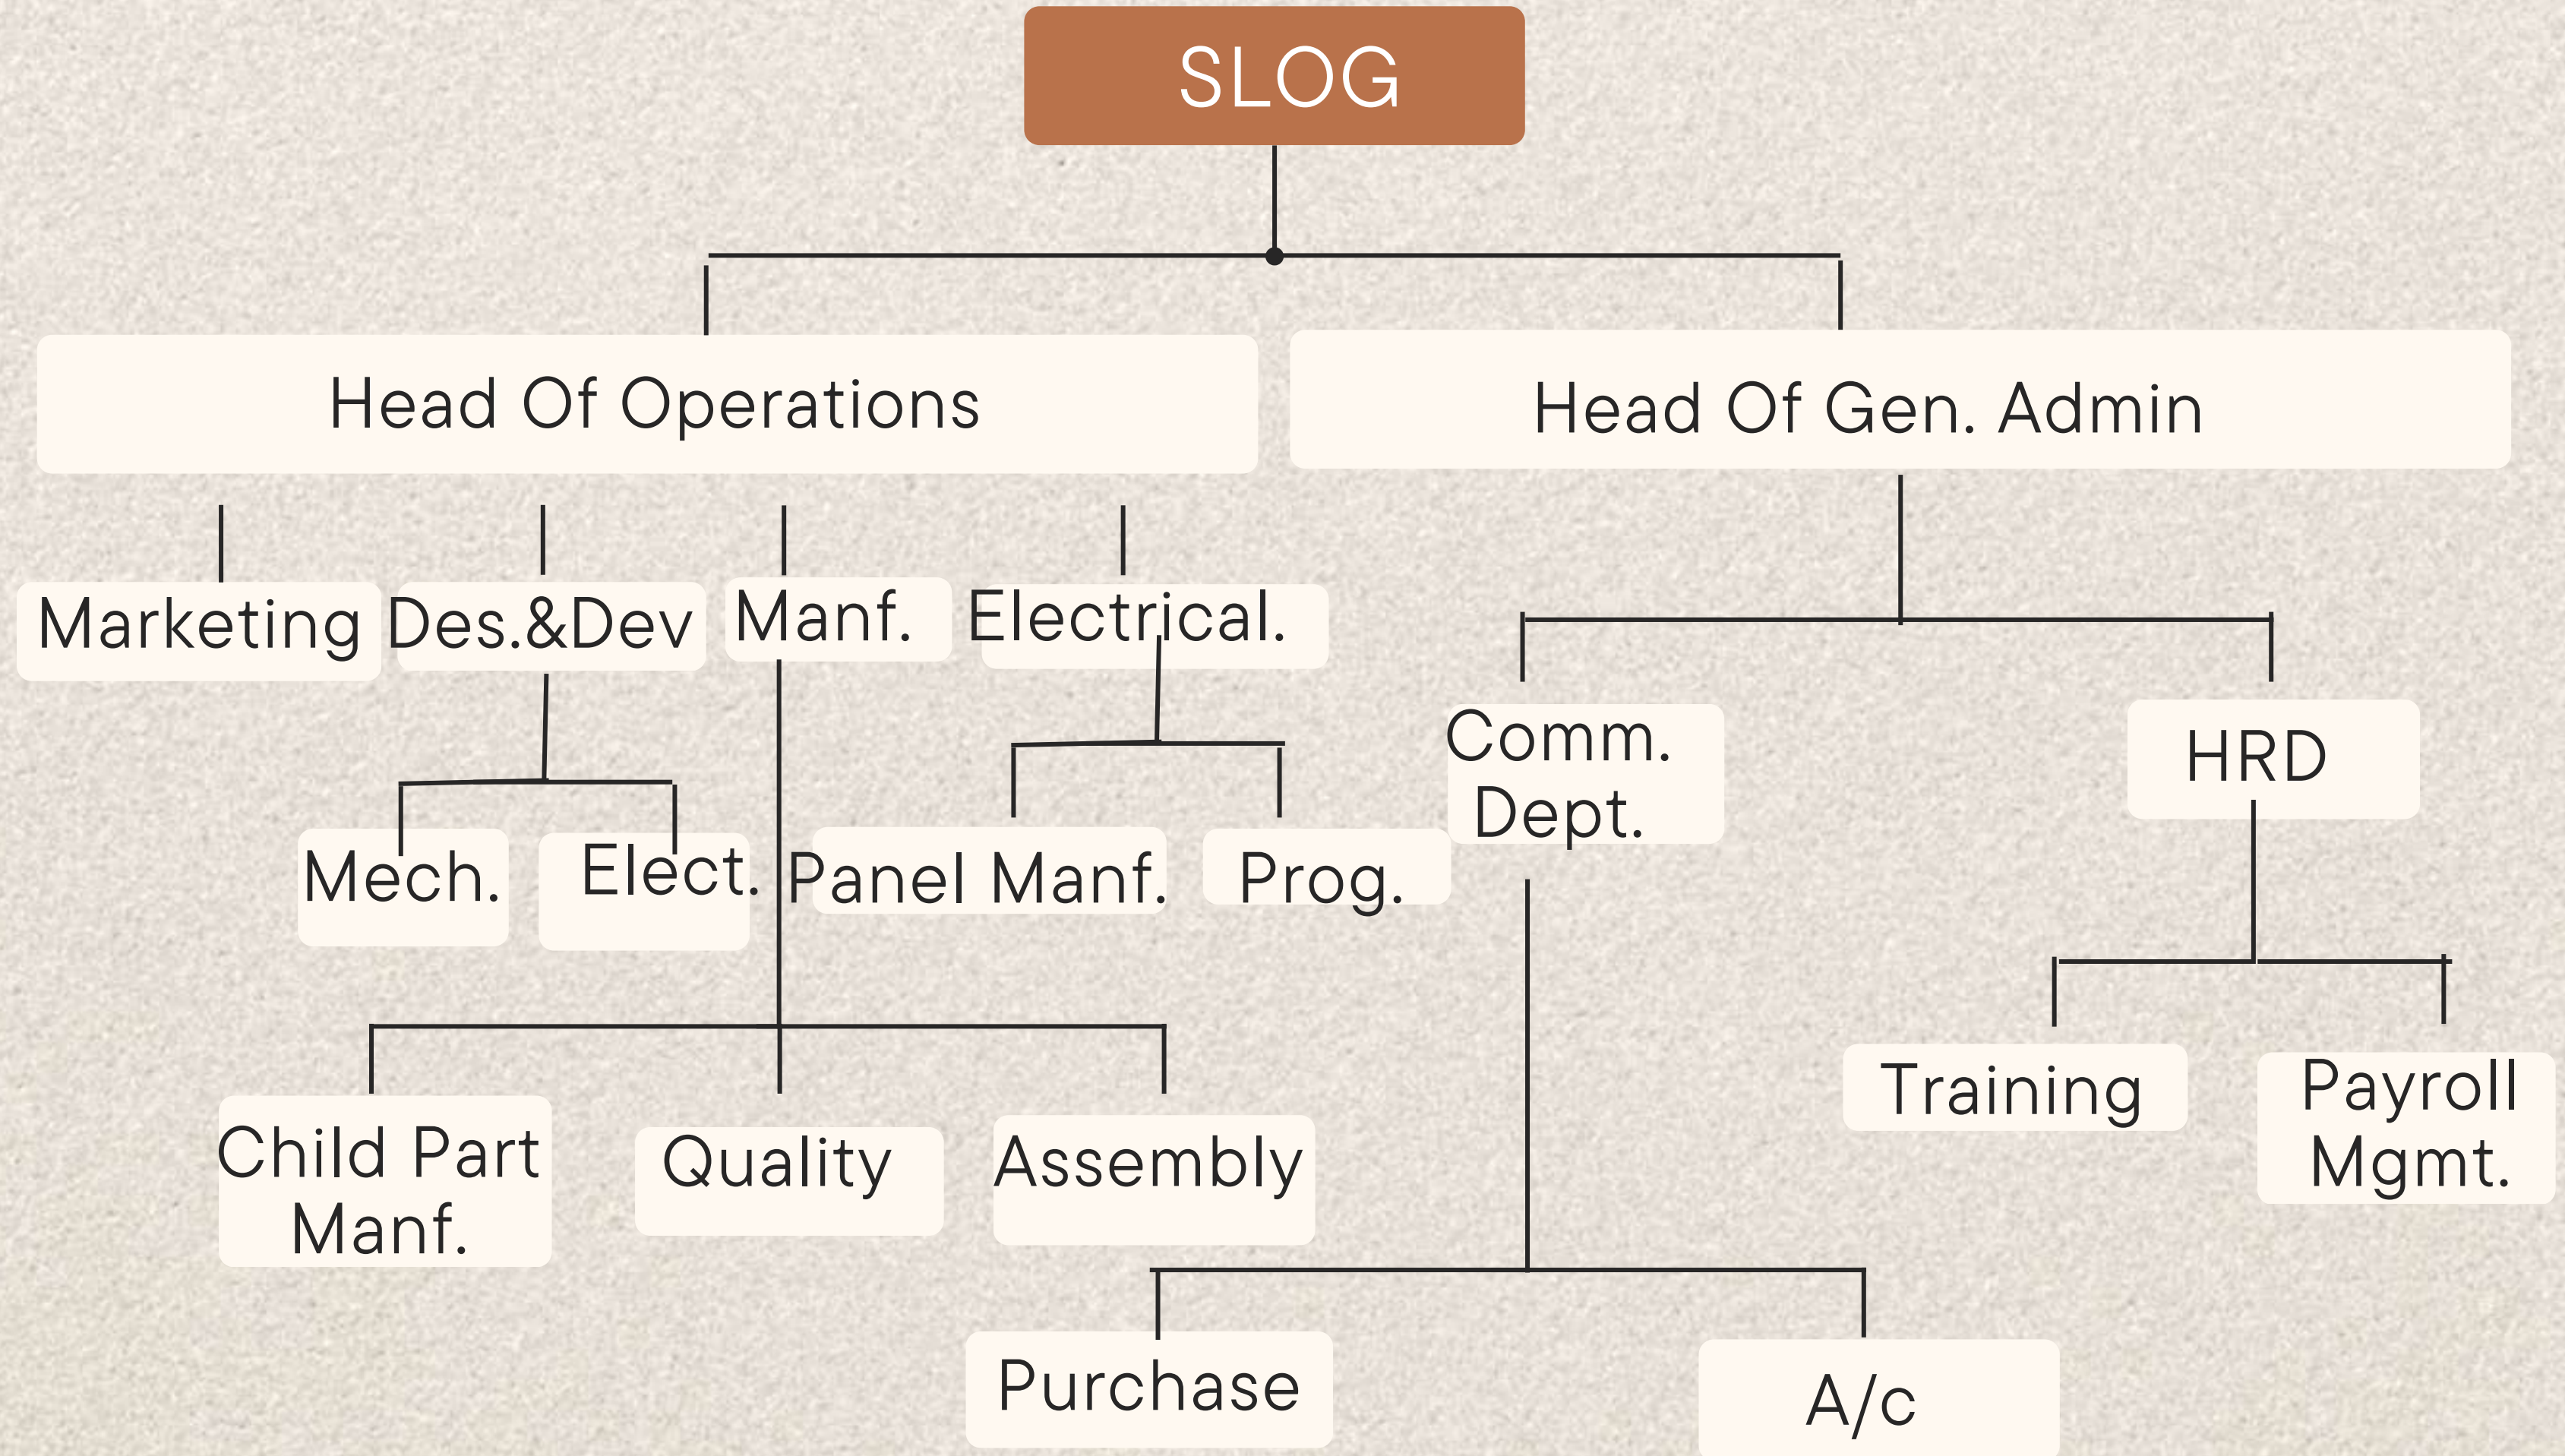 SLOG
Head Of Operations
Head Of Gen. Admin
Marketing
Des.&Dev
Manf.
Electrical.
Comm.
Dept.
HRD
Mech.
Elect.
Panel Manf.
Prog.
Child Part
Manf.
Quality
Assembly
Training
Payroll
Mgmt.
Purchase
A/c